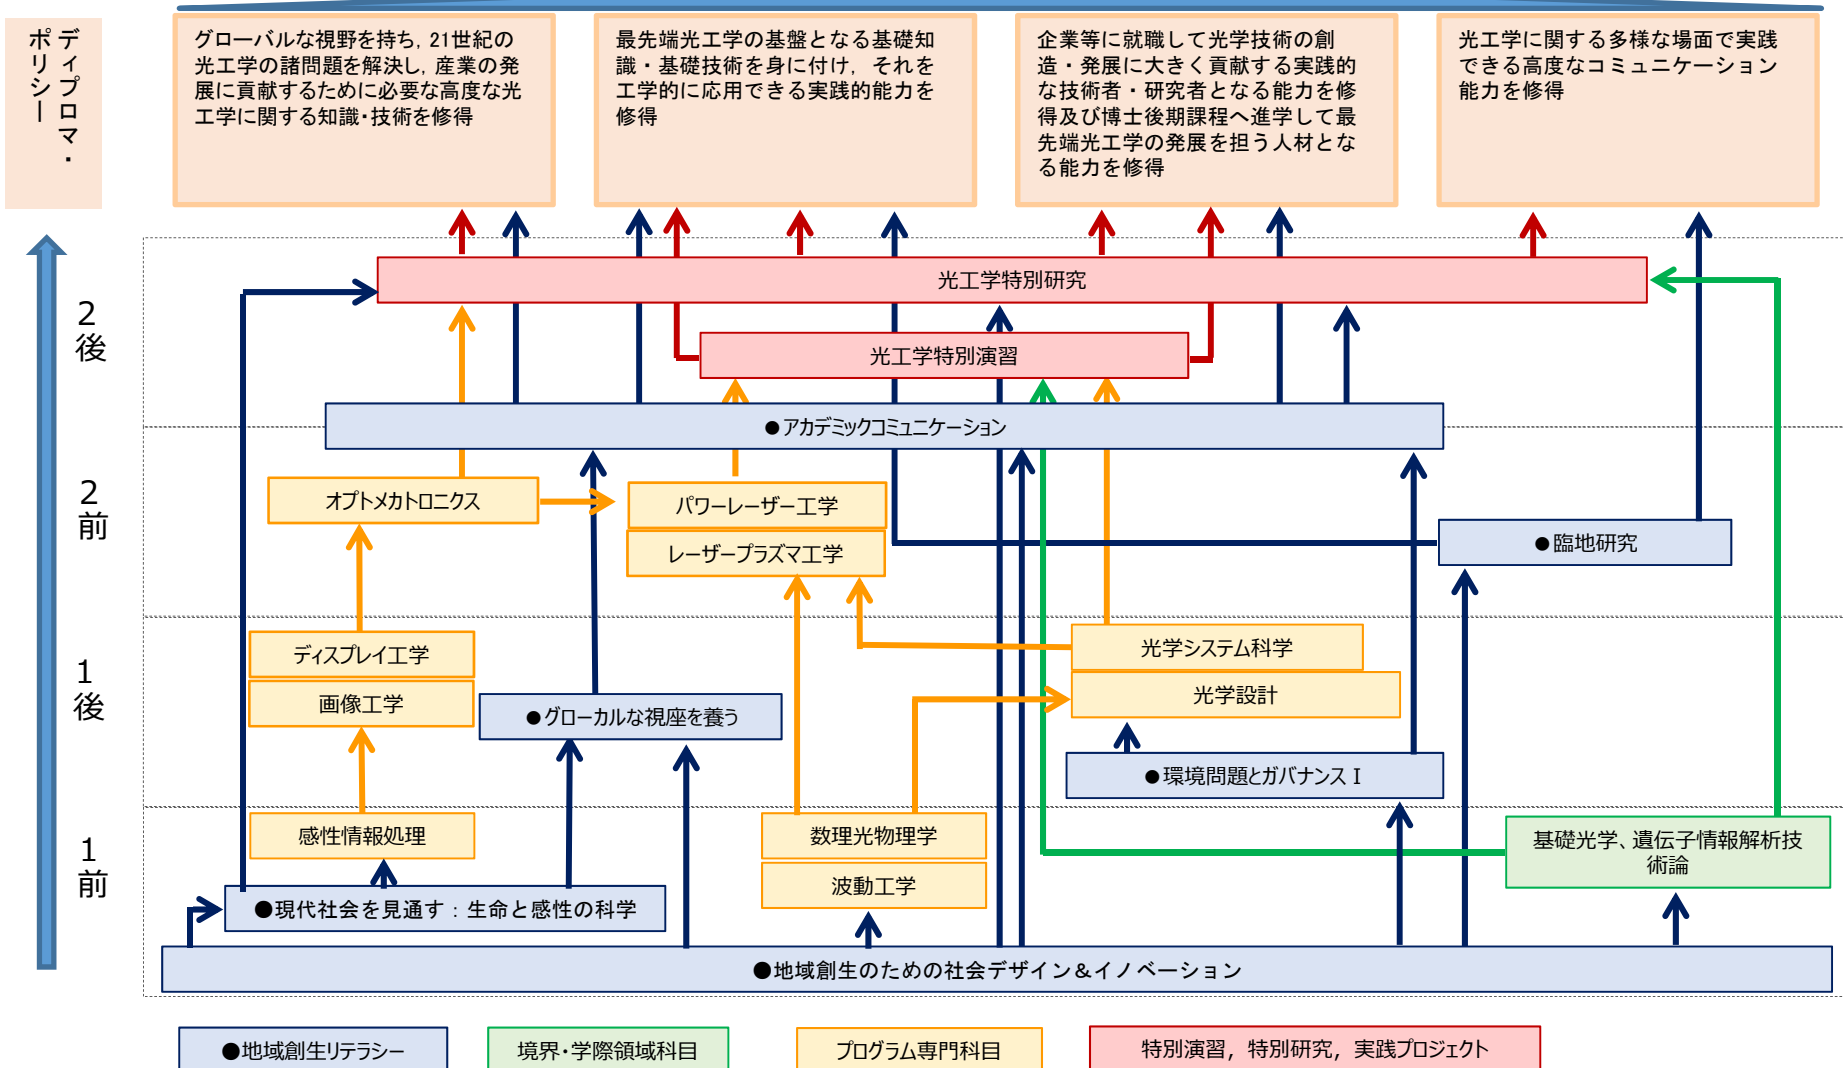 ディプロマ・
ポリシー
グローバルな視野を持ち，21世紀の
光工学の諸問題を解決し，産業の発
展に貢献するために必要な高度な光
工学に関する知識・技術を修得
最先端光工学の基盤となる基礎知
識・基礎技術を身に付け，それを
工学的に応用できる実践的能力を
修得
企業等に就職して光学技術の創
造・発展に大きく貢献する実践的
な技術者・研究者となる能力を修
得及び博士後期課程へ進学して最
先端光工学の発展を担う人材とな
る能力を修得
光工学に関する多様な場面で実践
できる高度なコミュニケーション
能力を修得
2
後
光工学特別研究
光工学特別演習
●アカデミックコミュニケーション
2
前
オプトメカトロニクス
パワーレーザー工学
レーザープラズマ工学
●臨地研究
1
後
ディスプレイ工学
画像工学
●グローカルな視座を養う
光学システム科学
光学設計
●環境問題とガバナンス I
1
前
感性情報処理
数理光物理学
波動工学
基礎光学、遺伝子情報解析技
術論
●現代社会を見通す：生命と感性の科学
●地域創生のための社会デザイン＆イノベーション
●地域創生リテラシー
境界・学際領域科目
プログラム専門科目
特別演習，特別研究，実践プロジェクト